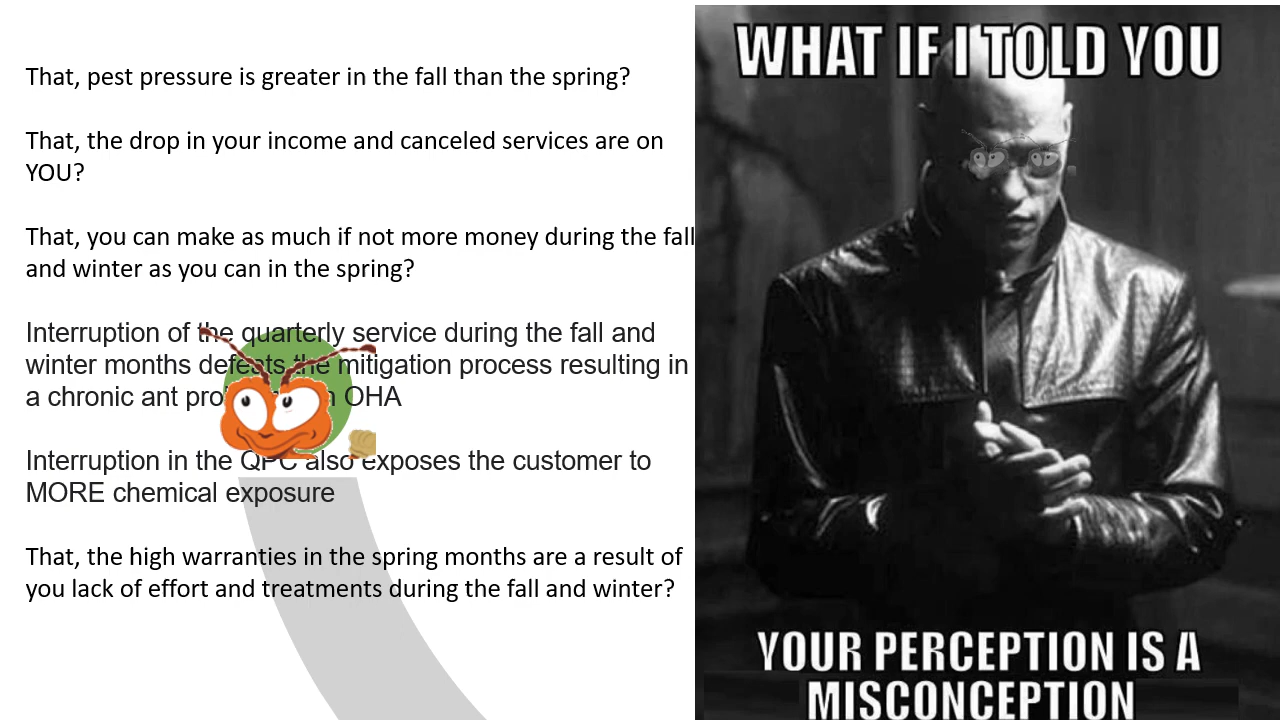 That, pest pressure is greater in the fall than the spring?
That, the drop in your income and canceled services are on
YOU?
That, you can make as much if not more money during the fall
and winter as you can in the spring?
Interruption of the quarterly service during the fall and
winter months defeats the mitigation process resulting in
a chronic ant OHA
Interruption in the QPC also exposes the customer to
MORE chemical exposure
That, the high warranties in the spring months are a result of
you lack of effort and treatments during the fall and winter?
WHAT IF I TOLD YOU
YOUR PERCEPTION IS A
MISCONCEPTION